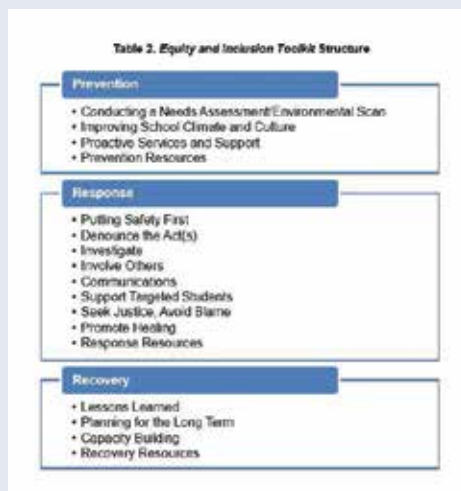 Table 2. Equity and Inclusion Toolkit Structure
Prevention
• Conducting a Needs Assessment/Environmental Scan
• Improving School Climate and Culture
• Proactive Services and Support
• Prevention Resources
Response
• Putting Safety First
• Denounce the Act(s)
• Investigate
• Involve Others
• Communications
• Support Targeted Students
• Seek Justice, Avoid Blame
• Promote Healing
• Response Resources
Recovery
• Lessons Learned
• Planning for the Long Term
• Capacity Building
• Recovery Resources